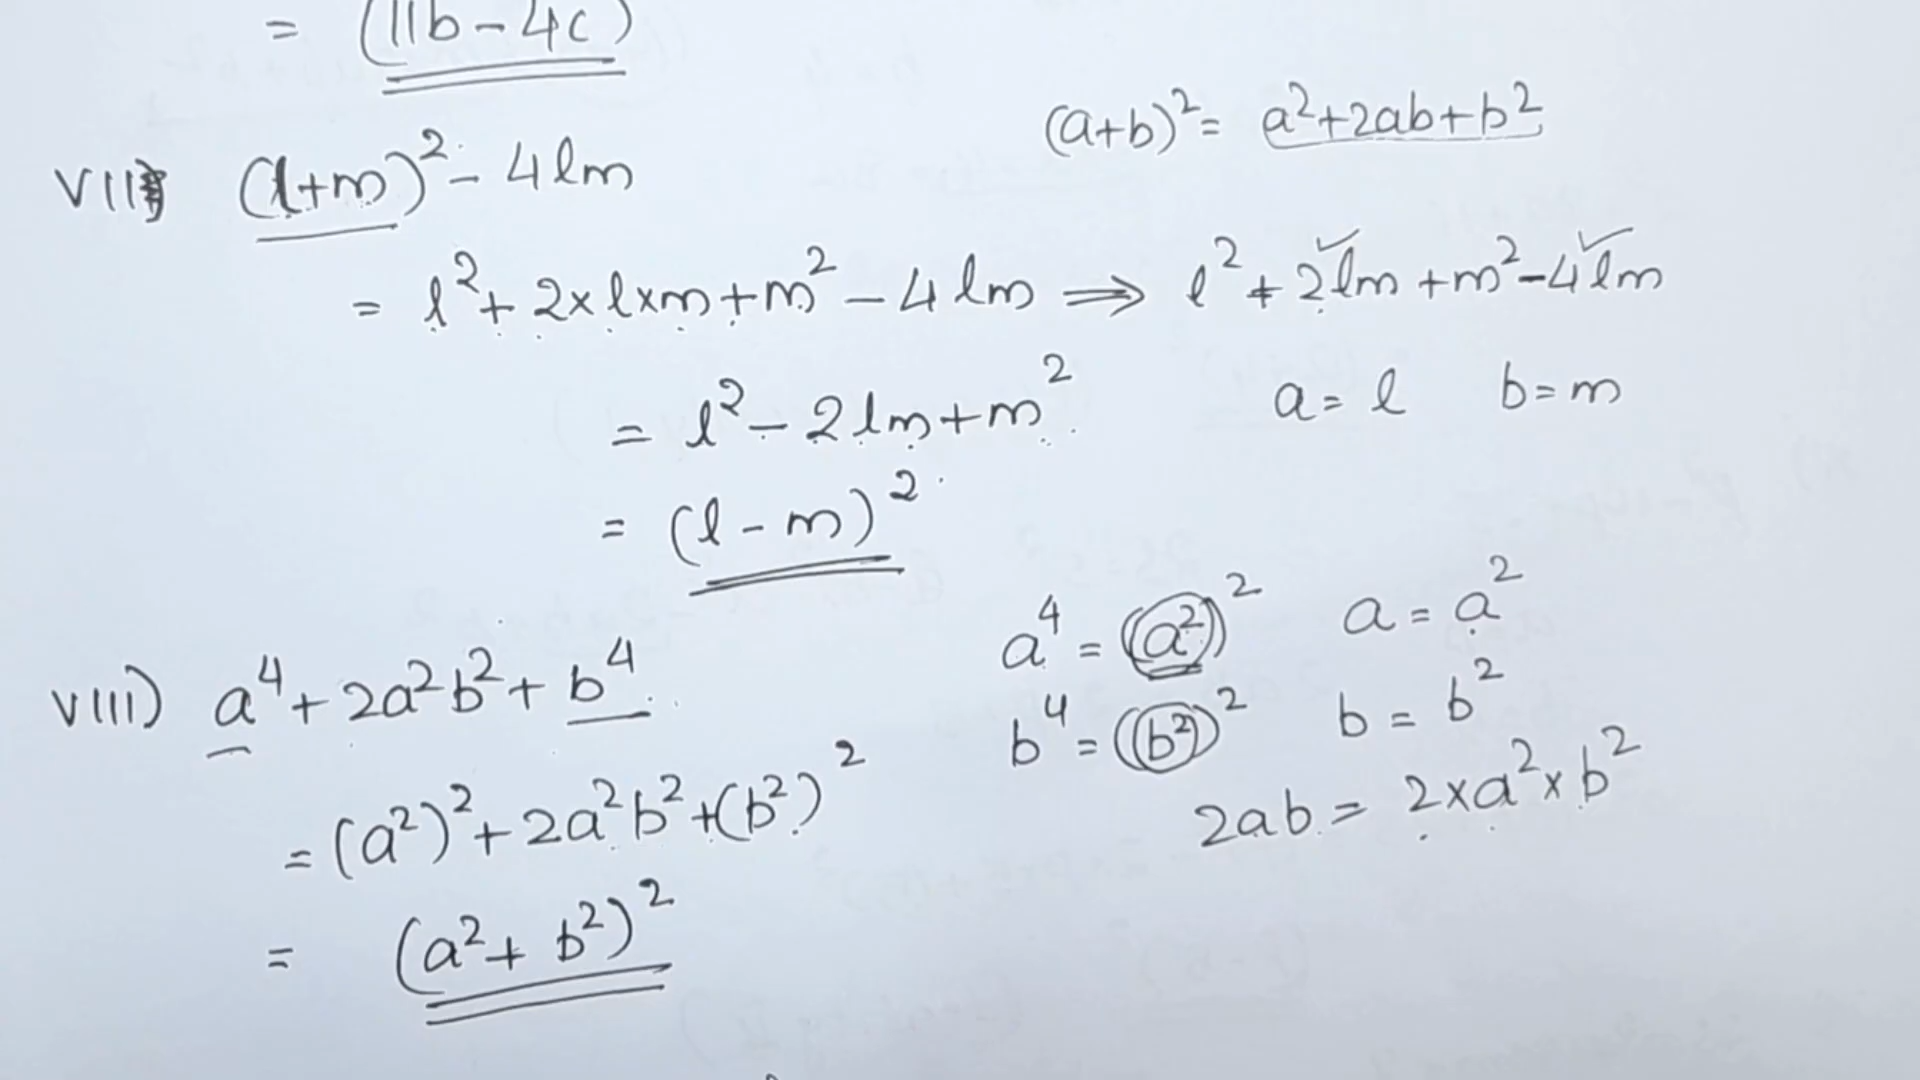 = (11b - 4c)
(a+b)² = a²+2ab+b²
VII) (l+m)² - 4lm
= l² + 2×l×m+m² - 4lm ⇒ l² + 2lm +m² - 4lm
= l² - 2lm+m² a = l b = m
= (l - m)²
a⁴ = (a²)² a = a²
VIII) a⁴ + 2a²b² + b⁴
b⁴ = (b²)² b = b²
= (a²)² + 2a²b² + (b²)²
2ab = 2×a²×b²
= (a² + b²)²